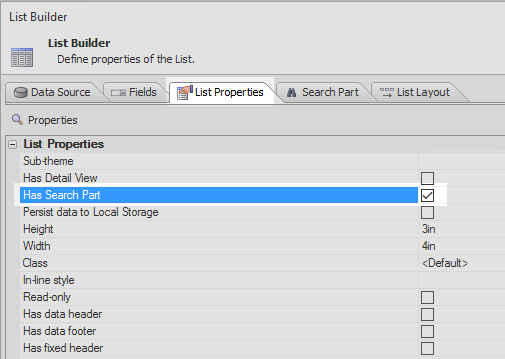 List Builder
List Builder
Define properties of the List.
Data Source Fields List Properties Search Part List Layout
Properties
List Properties
Sub-theme
Has Detail View
Has Search Part
Persist data to Local Storage
Height 3in
Width 4in
Class <Default>
In-line style
Read-only
Has data header
Has data footer
Has fixed header